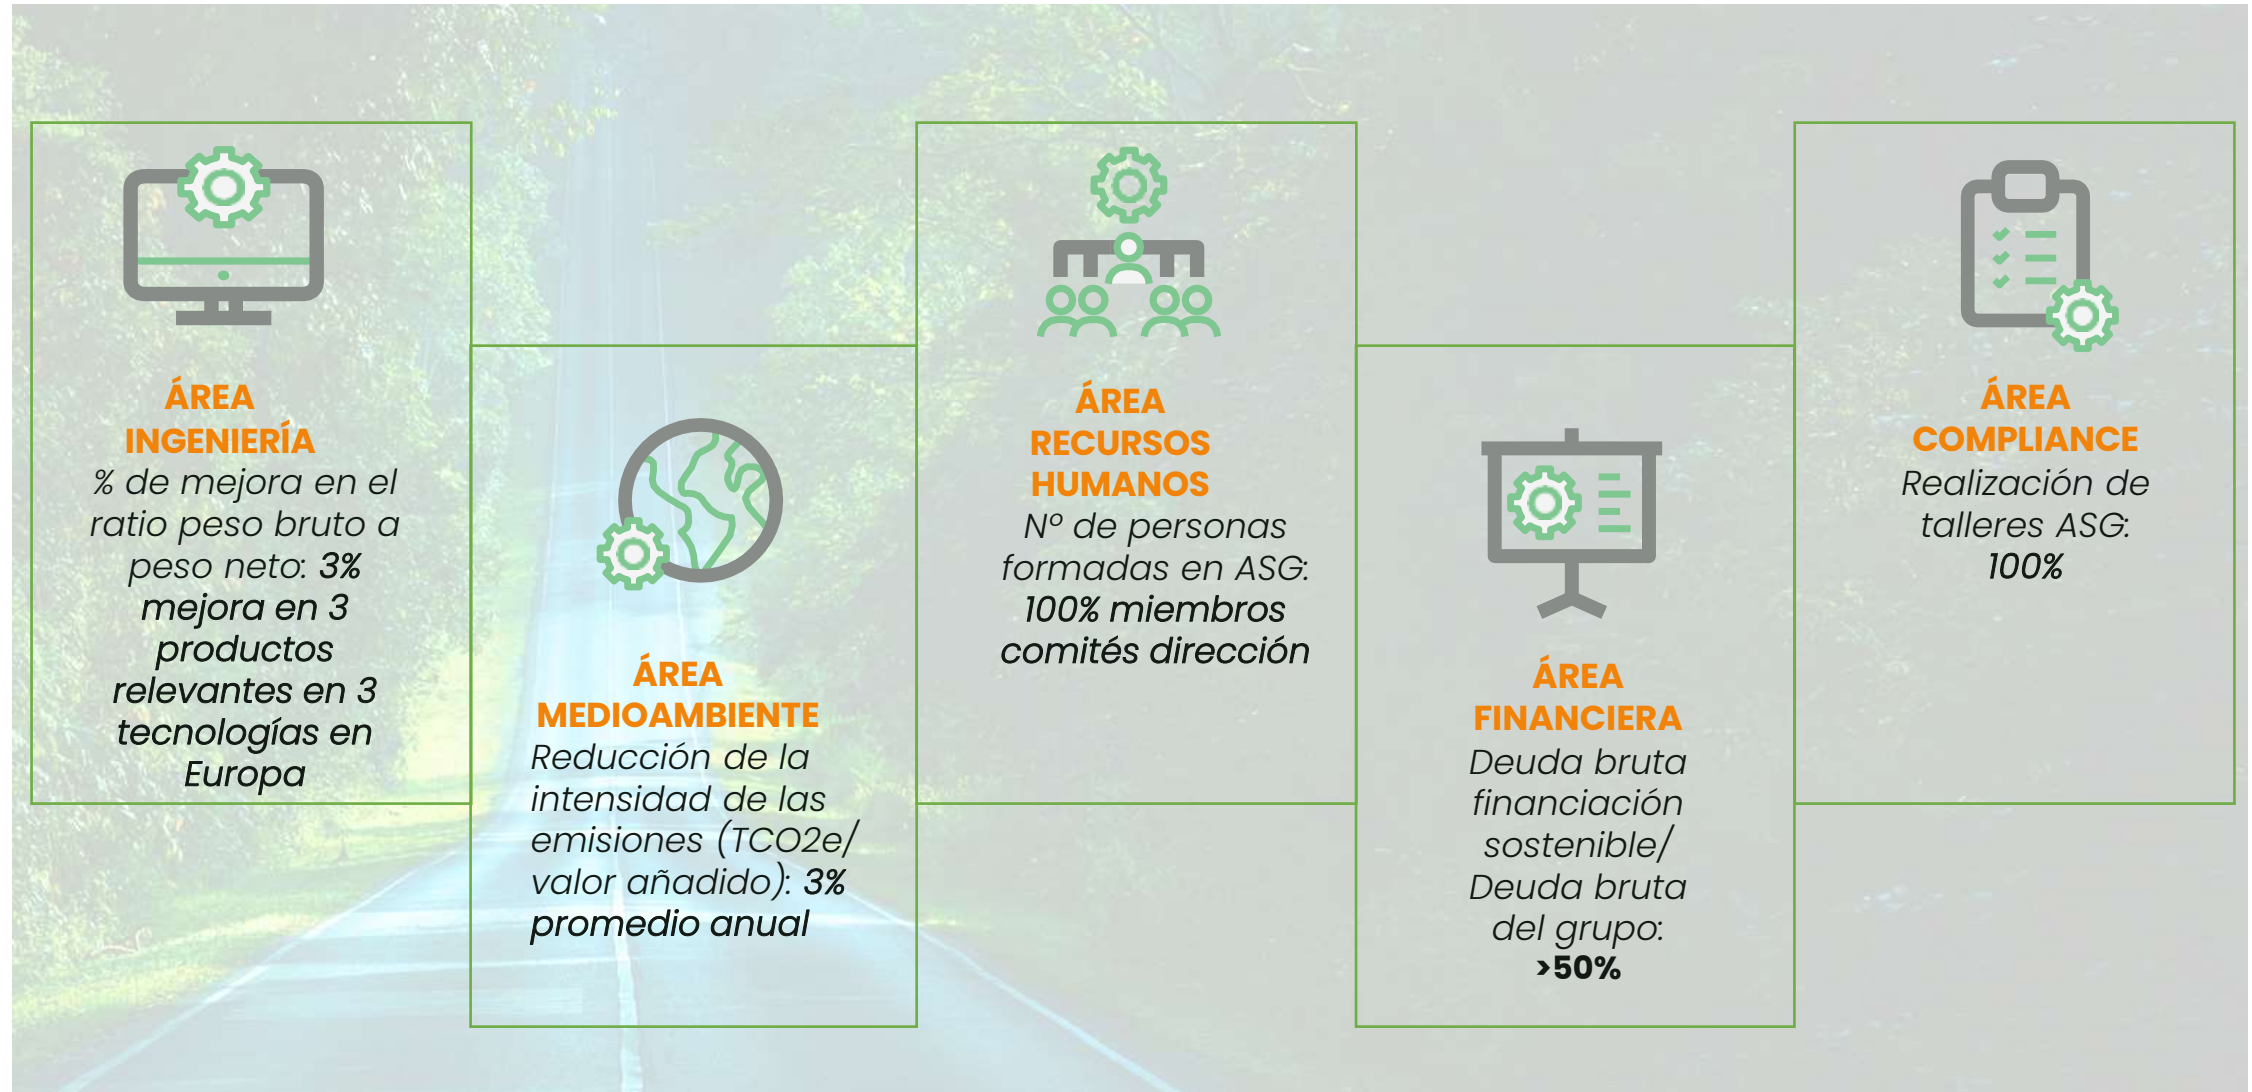 ÁREA
INGENIERÍA
% de mejora en el
ratio peso bruto a
peso neto: 3%
mejora en 3
productos
relevantes en 3
tecnologías en
Europa
ÁREA
MEDIOAMBIENTE
Reducción de la
intensidad de las
emisiones (TCO2e/
valor añadido): 3%
promedio anual
ÁREA
RECURSOS
HUMANOS
Nº de personas
formadas en ASG:
100% miembros
comités dirección
ÁREA
FINANCIERA
Deuda bruta
financiación
sostenible/
Deuda bruta
del grupo:
>50%
ÁREA
COMPLIANCE
Realización de
talleres ASG:
100%